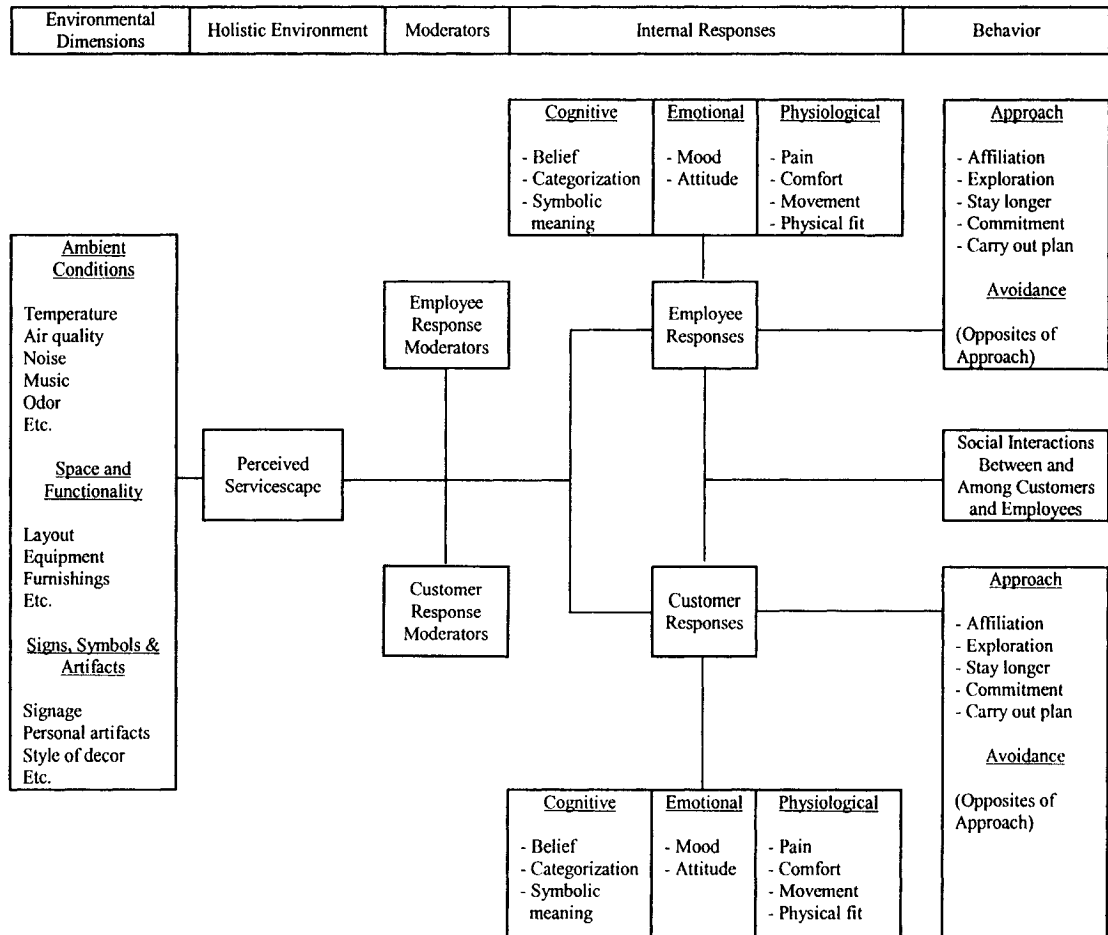 Environmental
Dimensions
Holistic Environment
Moderators
Internal Responses
Behavior
Cognitive
- Belief
- Categorization
- Symbolic
meaning
Emotional
- Mood
- Attitude
Physiological
- Pain
- Comfort
- Movement
- Physical fit
Approach
- Affiliation
- Exploration
- Stay longer
- Commitment
- Carry out plan
Avoidance
(Opposites of
Approach)
Ambient
Conditions
Temperature
Air quality
Noise
Music
Odor
Etc.
Space and
Functionality
Layout
Equipment
Furnishings
Etc.
Signs, Symbols &
Artifacts
Signage
Personal artifacts
Style of decor
Etc.
Perceived
Servicescape
Employee
Response
Moderators
Customer
Response
Moderators
Employee
Responses
Customer
Responses
Social Interactions
Between and
Among Customers
and Employees
Approach
- Affiliation
- Exploration
- Stay longer
- Commitment
- Carry out plan
Avoidance
(Opposites of
Approach)
Cognitive
- Belief
- Categorization
- Symbolic
meaning
Emotional
- Mood
- Attitude
Physiological
- Pain
- Comfort
- Movement
- Physical fit